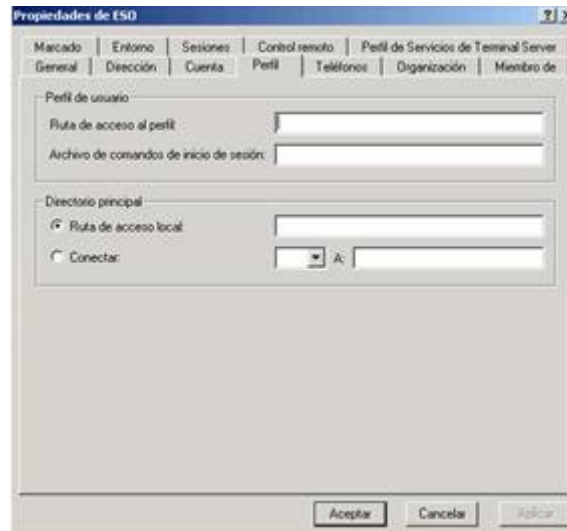 Propiedades de ESO
Marcado Entorno Sesiones Control remoto Perfil de Servicios de Terminal Server
General Dirección Cuenta Perfil Teléfonos Organización Miembro de
Perfil de usuario
Ruta de acceso al perfil:
Archivo de comandos de inicio de sesión:
Directorio principal
Ruta de acceso local:
Conectar: A:
Aceptar Cancelar Aplicar